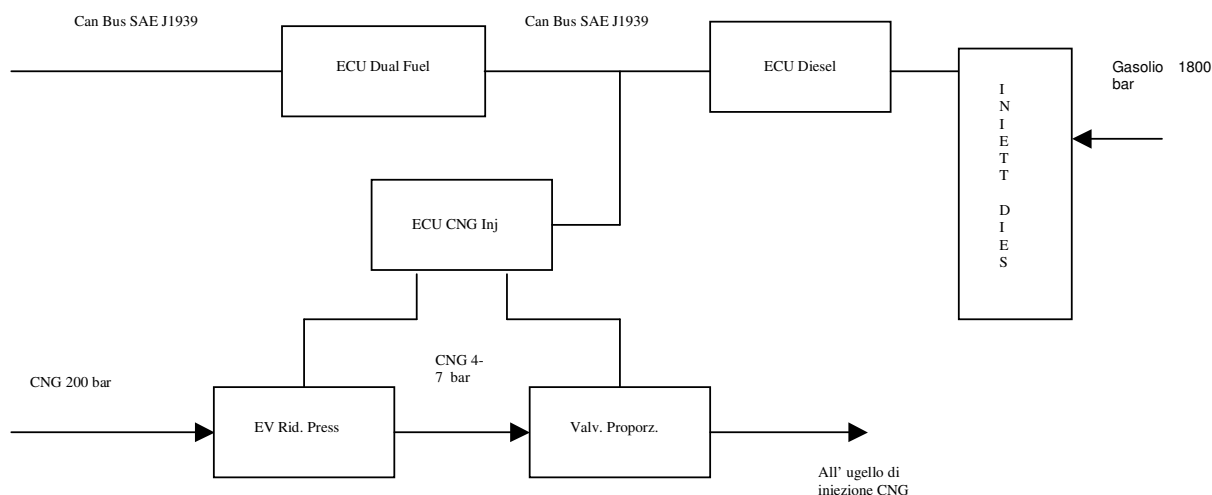 Can Bus SAE J1939
Can Bus SAE J1939
ECU Dual Fuel
ECU Diesel
Gasolio 1800
bar
I
N
I
E
T
T
D
I
E
S
ECU CNG Inj
CNG 200 bar
CNG 4-
7 bar
EV Rid. Press
Valv. Proporz.
All' ugello di
iniezione CNG